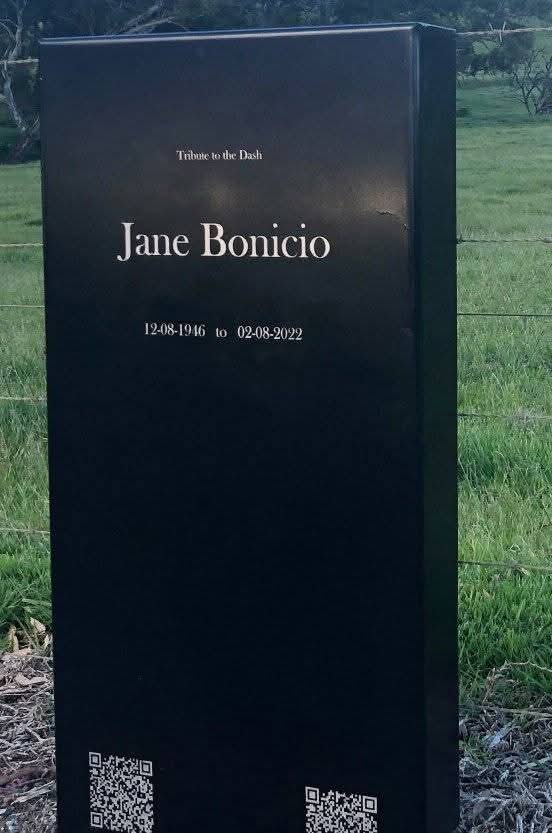 Tribute to the Dash
Jane Bonicio
12-08-1946 to 02-08-2022